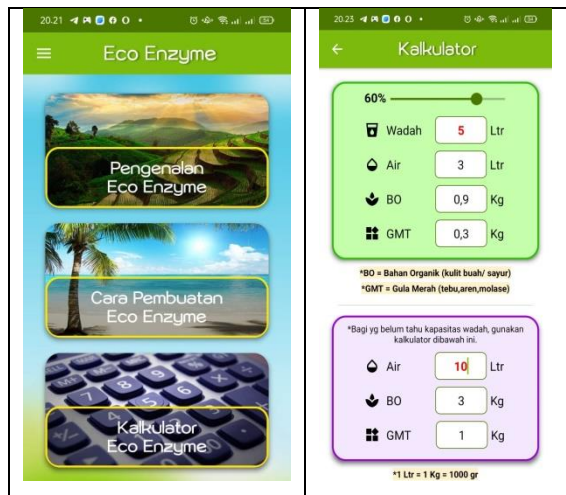 20.21
Eco Enzyme
Pengenalan
Eco Enzyme
Cara Pembuatan
Eco Enzyme
Kalkulator
Eco Enzyme
20.23
Kalkulator
60%
Wadah 5 Ltr
Air 3 Ltr
BO 0,9 Kg
GMT 0,3 Kg
*BO = Bahan Organik (kulit buah/ sayur)
*GMT = Gula Merah (tebu,aren,molase)
*Bagi yg belum tahu kapasitas wadah, gunakan
kalkulator dibawah ini.
Air 10 Ltr
BO 3 Kg
GMT 1 Kg
*1 Ltr = 1 Kg = 1000 gr